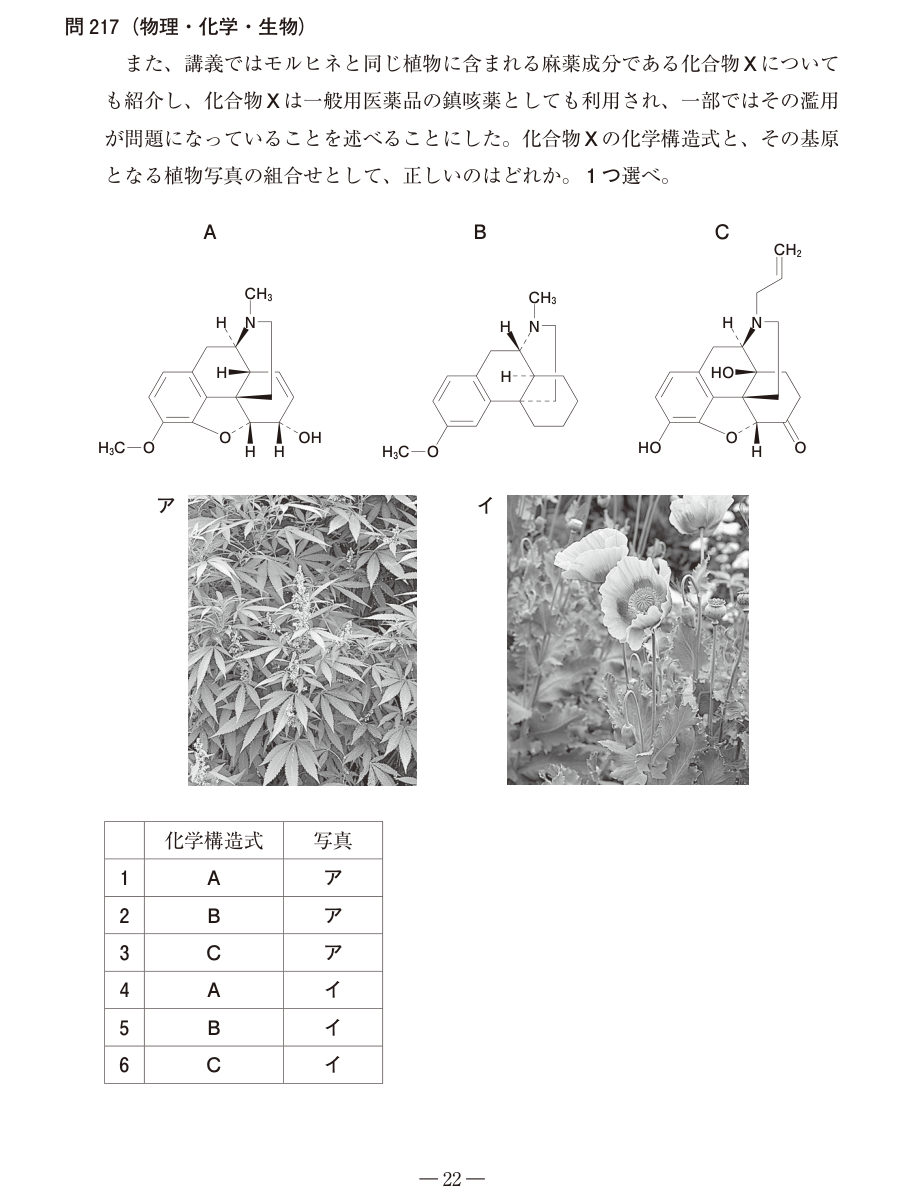 問 217（物理・化学・生物）
また、講義ではモルヒネと同じ植物に含まれる麻薬成分である化合物 X について
も紹介し、化合物 X は一般用医薬品の鎮咳薬としても利用され、一部ではその濫用
が問題になっていることを述べることにした。化合物 X の化学構造式と、その基原
となる植物写真の組合せとして、正しいのはどれか。1 つ選べ。
A B C
CH₂
CH₃ CH₃
H N H N H N
H H HO
O OH O
H₃C—O H H H₃C—O HO H O
ア イ
化学構造式 写真
1 A ア
2 B ア
3 C ア
4 A イ
5 B イ
6 C イ
— 22 —